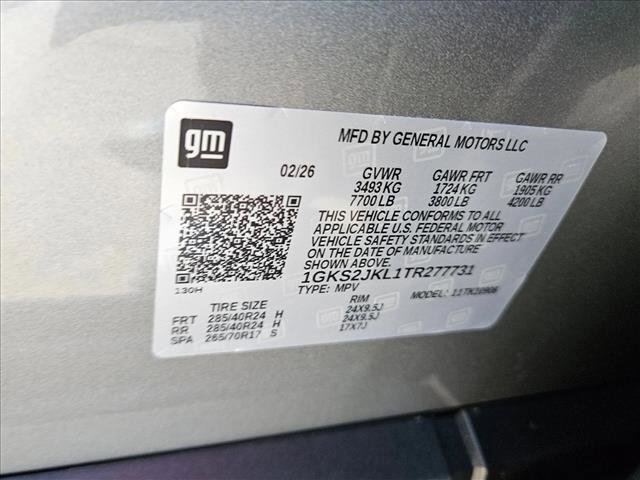 gm
MFD BY GENERAL MOTORS LLC
02/26
GVWR GAWR FRT GAWR RR
3493 KG 1724 KG 1905 KG
7700 LB 3800 LB 4200 LB
THIS VEHICLE CONFORMS TO ALL
APPLICABLE U.S. FEDERAL MOTOR
VEHICLE SAFETY STANDARDS IN EFFECT
ON THE DATE OF MANUFACTURE
SHOWN ABOVE.
1GKS2JKL1TR277731
130H
TYPE: MPV MODEL: 11TK10906
TIRE SIZE RIM
FRT 285/40R24 H 24X9.5J
RR 285/40R24 H 24X9.5J
SPA 265/70R17 S 17X7J